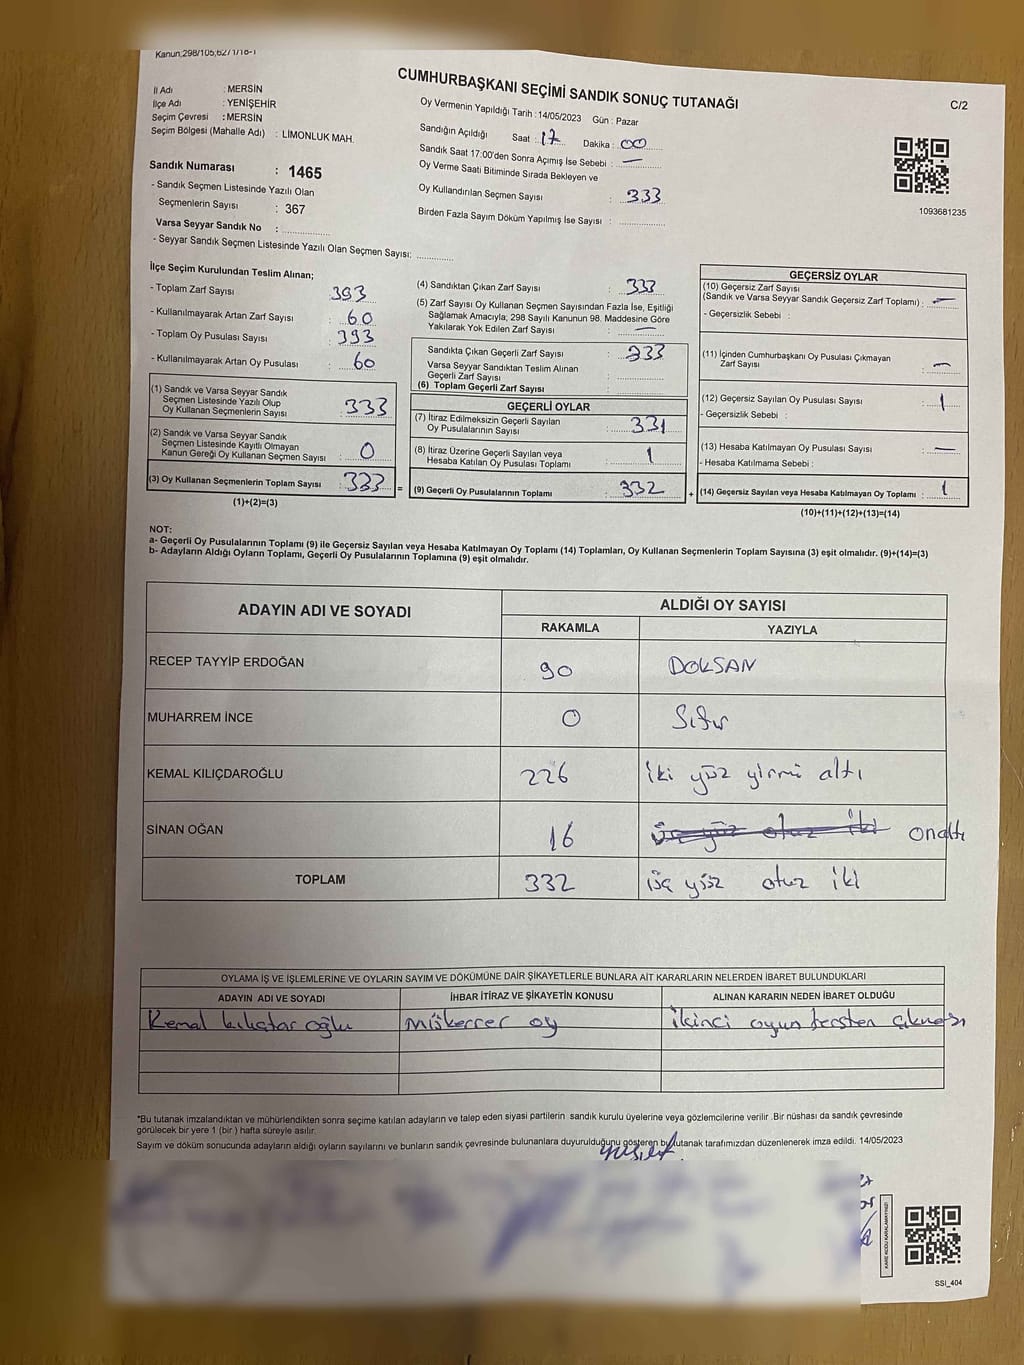 Kanun:298/105,62/1/16-1
CUMHURBAŞKANI SEÇİMİ SANDIK SONUÇ TUTANAĞI
C/2
İl Adı : MERSİN
İlçe Adı : YENİŞEHİR
Seçim Çevresi : MERSİN
Seçim Bölgesi (Mahalle Adı) : LİMONLUK MAH.
Oy Vermenin Yapıldığı Tarih : 14/05/2023 Gün : Pazar
Sandığın Açıldığı Saat : 17 Dakika : 00
Sandık Saat 17:00'den Sonra Açımış İse Sebebi : —
Oy Verme Saati Bitiminde Sırada Bekleyen ve
Oy Kullandırılan Seçmen Sayısı : 333
Birden Fazla Sayım Döküm Yapılmış İse Sayısı :
1093681235
Sandık Numarası : 1465
- Sandık Seçmen Listesinde Yazılı Olan
Seçmenlerin Sayısı : 367
Varsa Seyyar Sandık No :
- Seyyar Sandık Seçmen Listesinde Yazılı Olan Seçmen Sayısı:
İlçe Seçim Kurulundan Teslim Alınan;
- Toplam Zarf Sayısı 393
- Kullanılmayarak Artan Zarf Sayısı : 60
- Toplam Oy Pusulası Sayısı : 393
- Kullanılmayarak Artan Oy Pusulası : 60
(1) Sandık ve Varsa Seyyar Sandık
Seçmen Listesinde Yazılı Olup
Oy Kullanan Seçmenlerin Sayısı : 333
(2) Sandık ve Varsa Seyyar Sandık
Seçmen Listesinde Kayıtlı Olmayan
Kanun Gereği Oy Kullanan Seçmen Sayısı : 0
(3) Oy Kullanan Seçmenlerin Toplam Sayısı : 333 =
(1)+(2)=(3)
(4) Sandıktan Çıkan Zarf Sayısı : 333
(5) Zarf Sayısı Oy Kullanan Seçmen Sayısından Fazla İse, Eşitliği
Sağlamak Amacıyla; 298 Sayılı Kanunun 98. Maddesine Göre
Yakılarak Yok Edilen Zarf Sayısı : —
Sandıkta Çıkan Geçerli Zarf Sayısı : 333
Varsa Seyyar Sandıktan Teslim Alınan
Geçerli Zarf Sayısı :
(6) Toplam Geçerli Zarf Sayısı
GEÇERLİ OYLAR
(7) İtiraz Edilmeksizin Geçerli Sayılan
Oy Pusulalarının Sayısı : 331
(8) İtiraz Üzerine Geçerli Sayılan veya
Hesaba Katılan Oy Pusulası Toplamı : 1
(9) Geçerli Oy Pusulalarının Toplamı : 332 +
GEÇERSİZ OYLAR
(10) Geçersiz Zarf Sayısı
(Sandık ve Varsa Seyyar Sandık Geçersiz Zarf Toplamı) : —
- Geçersizlik Sebebi :
(11) İçinden Cumhurbaşkanı Oy Pusulası Çıkmayan
Zarf Sayısı : —
(12) Geçersiz Sayılan Oy Pusulası Sayısı : 1
- Geçersizlik Sebebi :
(13) Hesaba Katılmayan Oy Pusulası Sayısı : —
- Hesaba Katılmama Sebebi :
(14) Geçersiz Sayılan veya Hesaba Katılmayan Oy Toplamı : 1
(10)+(11)+(12)+(13)=(14)
NOT:
a- Geçerli Oy Pusulalarının Toplamı (9) ile Geçersiz Sayılan veya Hesaba Katılmayan Oy Toplamı (14) Toplamları, Oy Kullanan Seçmenlerin Toplam Sayısına (3) eşit olmalıdır. (9)+(14)=(3)
b- Adayların Aldığı Oyların Toplamı, Geçerli Oy Pusulalarının Toplamına (9) eşit olmalıdır.
ADAYIN ADI VE SOYADI ALDIĞI OY SAYISI
RAKAMLA YAZIYLA
RECEP TAYYİP ERDOĞAN 90 DOKSAN
MUHARREM İNCE 0 Sıfır
KEMAL KILIÇDAROĞLU 226 iki yüz yirmi altı
SİNAN OĞAN 16 üç yüz otuz iki onaltı
TOPLAM 332 üç yüz otuz iki
OYLAMA İŞ VE İŞLEMLERİNE VE OYLARIN SAYIM VE DÖKÜMÜNE DAİR ŞİKAYETLERLE BUNLARA AİT KARARLARIN NELERDEN İBARET BULUNDUKLARI
ADAYIN ADI VE SOYADI İHBAR İTİRAZ VE ŞİKAYETİN KONUSU ALINAN KARARIN NEDEN İBARET OLDUĞU
Kemal kılıçtar oğlu Mükerrer oy İkinci oyun tersten çıkması
*Bu tutanak imzalandıktan ve mühürlendikten sonra seçime katılan adayların ve talep eden siyasi partilerin sandık kurulu üyelerine veya gözlemcilerine verilir .Bir nüshası da sandık çevresinde
görülecek bir yere 1 (bir ) hafta süreyle asılır.
Sayım ve döküm sonucunda adayların aldığı oyların sayılarını ve bunların sandık çevresinde bulunanlara duyurulduğunu gösteren bu tutanak tarafımızdan düzenlenerek imza edildi. 14/05/2023
KARE KODU KARALAMAYINIZ!
SSI_404